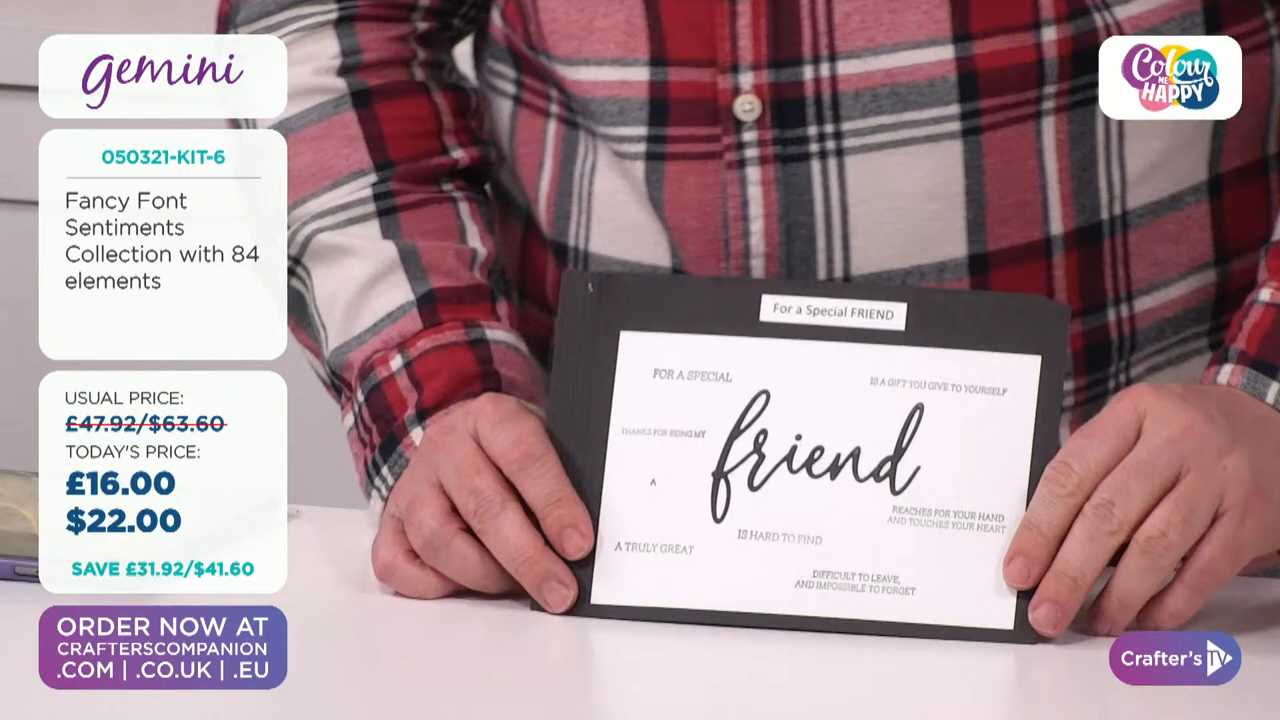 gemini
050321-KIT-6
Fancy Font
Sentiments
Collection with 84
elements
USUAL PRICE:
£47.92/$63.60
TODAY'S PRICE:
£16.00
$22.00
SAVE £31.92/$41.60
ORDER NOW AT
CRAFTERSCOMPANION
.COM | .CO.UK | .EU
Colour
ME
HAPPY
For a Special FRIEND
FOR A SPECIAL
IS A GIFT YOU GIVE TO YOURSELF
THANKS FOR BEING MY
friend
A
REACHES FOR YOUR HAND
AND TOUCHES YOUR HEART
IS HARD TO FIND
A TRULY GREAT
DIFFICULT TO LEAVE,
AND IMPOSSIBLE TO FORGET
Crafter's TV